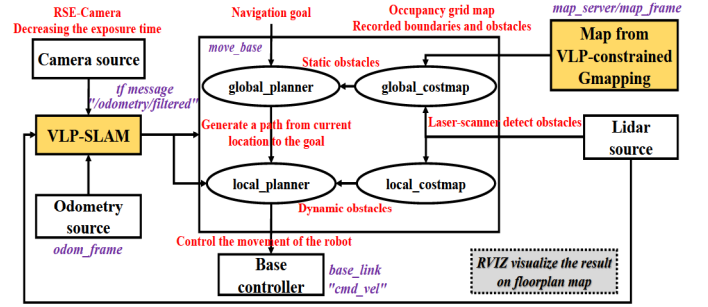 RSE-Camera
Decreasing the exposure time
Navigation goal
Occupancy grid map
Recorded boundaries and obstacles
map_server/map_frame
Camera source
move_base
Static obstacles
Map from
VLP-constrained
Gmapping
tf message
"/odometry/filtered"
global_planner
global_costmap
VLP-SLAM
Generate a path from current
location to the goal
Laser-scanner detect obstacles
Lidar
source
local_planner
local_costmap
Odometry
source
Dynamic obstacles
odom_frame
Control the movement of the robot
Base
controller
base_link
"cmd_vel"
RVIZ visualize the result
on floorplan map